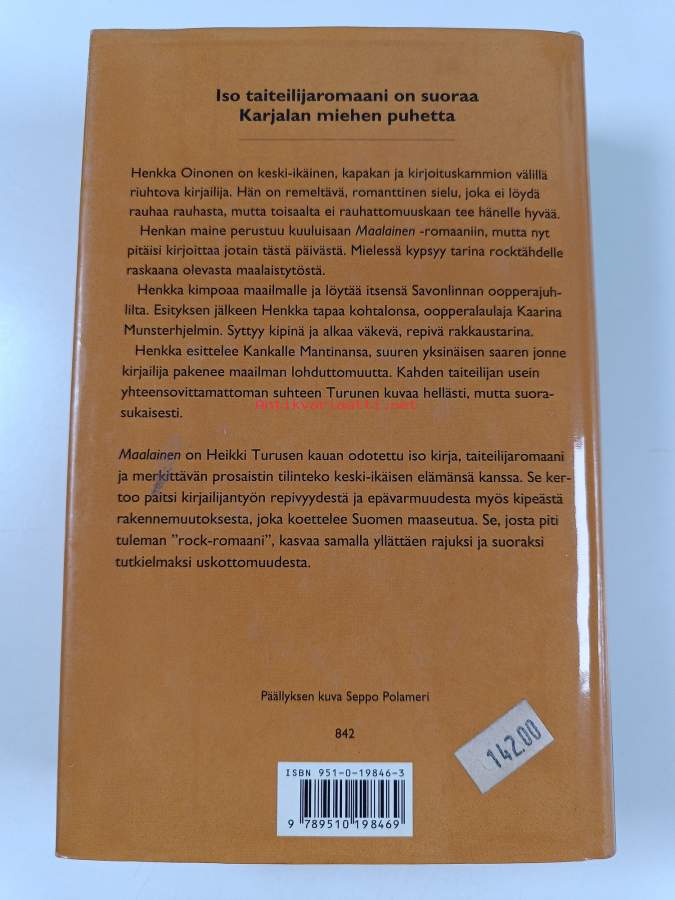 Iso taiteilijaromaani on suoraa
Karjalan miehen puhetta
Henkka Oinonen on keski-ikäinen, kapakan ja kirjoituskammion välillä
riuhtova kirjailija. Hän on remeltävä, romanttinen sielu, joka ei löydä
rauhaa rauhasta, mutta toisaalta ei rauhattomuuskaan tee hänelle hyvää.
Henkan maine perustuu kuuluisaan Maalainen -romaaniin, mutta nyt
pitäisi kirjoittaa jotain tästä päivästä. Mielessä kypsyy tarina rocktähdelle
raskaana olevasta maalaistytöstä.
Henkka kimpoaa maailmalle ja löytää itsensä Savonlinnan oopperajuh-
lilta. Esityksen jälkeen Henkka tapaa kohtalonsa, oopperalaulaja Kaarina
Munsterhjelmin. Syttyy kipinä ja alkaa väkevä, repivä rakkaustarina.
Henkka esittelee Kankalle Mantinansa, suuren yksinäisen saaren jonne
kirjailija pakenee maailman lohduttomuutta. Kahden taiteilijan usein
yhteensovittamattoman suhteen Turunen kuvaa hellästi, mutta suora-
sukaisesti.
Antikvariaatti.net
Maalainen on Heikki Turusen kauan odotettu iso kirja, taiteilijaromaani
ja merkittävän prosaistin tilinteko keski-ikäisen elämänsä kanssa. Se ker-
too paitsi kirjailijantyön repivyydestä ja epävarmuudesta myös kipeästä
rakennemuutoksesta, joka koettelee Suomen maaseutua. Se, josta piti
tuleman ”rock-romaani”, kasvaa samalla yllättäen rajuksi ja suoraksi
tutkielmaksi uskottomuudesta.
Päällyksen kuva Seppo Polameri
842
142.00
ISBN 951-0-19846-3
9 789510 198469